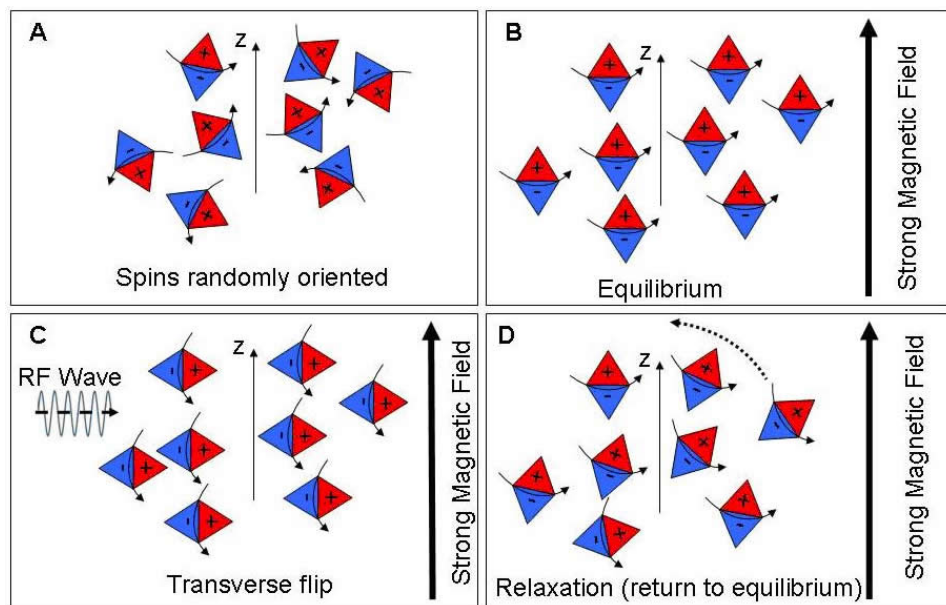 A
Z
Spins randomly oriented
B
Z
Equilibrium
Strong Magnetic Field
C
RF Wave
Z
Transverse flip
Strong Magnetic Field
D
Z
Relaxation (return to equilibrium)
Strong Magnetic Field